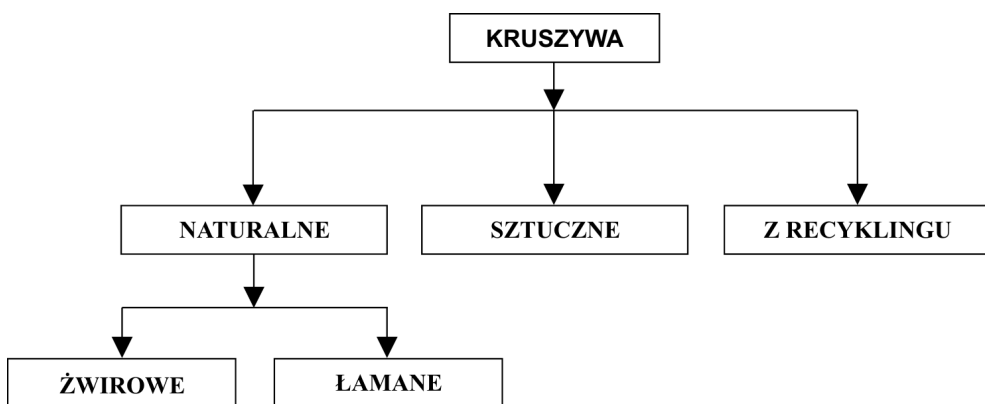 KRUSZYWA
NATURALNE
SZTUCZNE
Z RECYKLINGU
ŻWIROWE
ŁAMANE